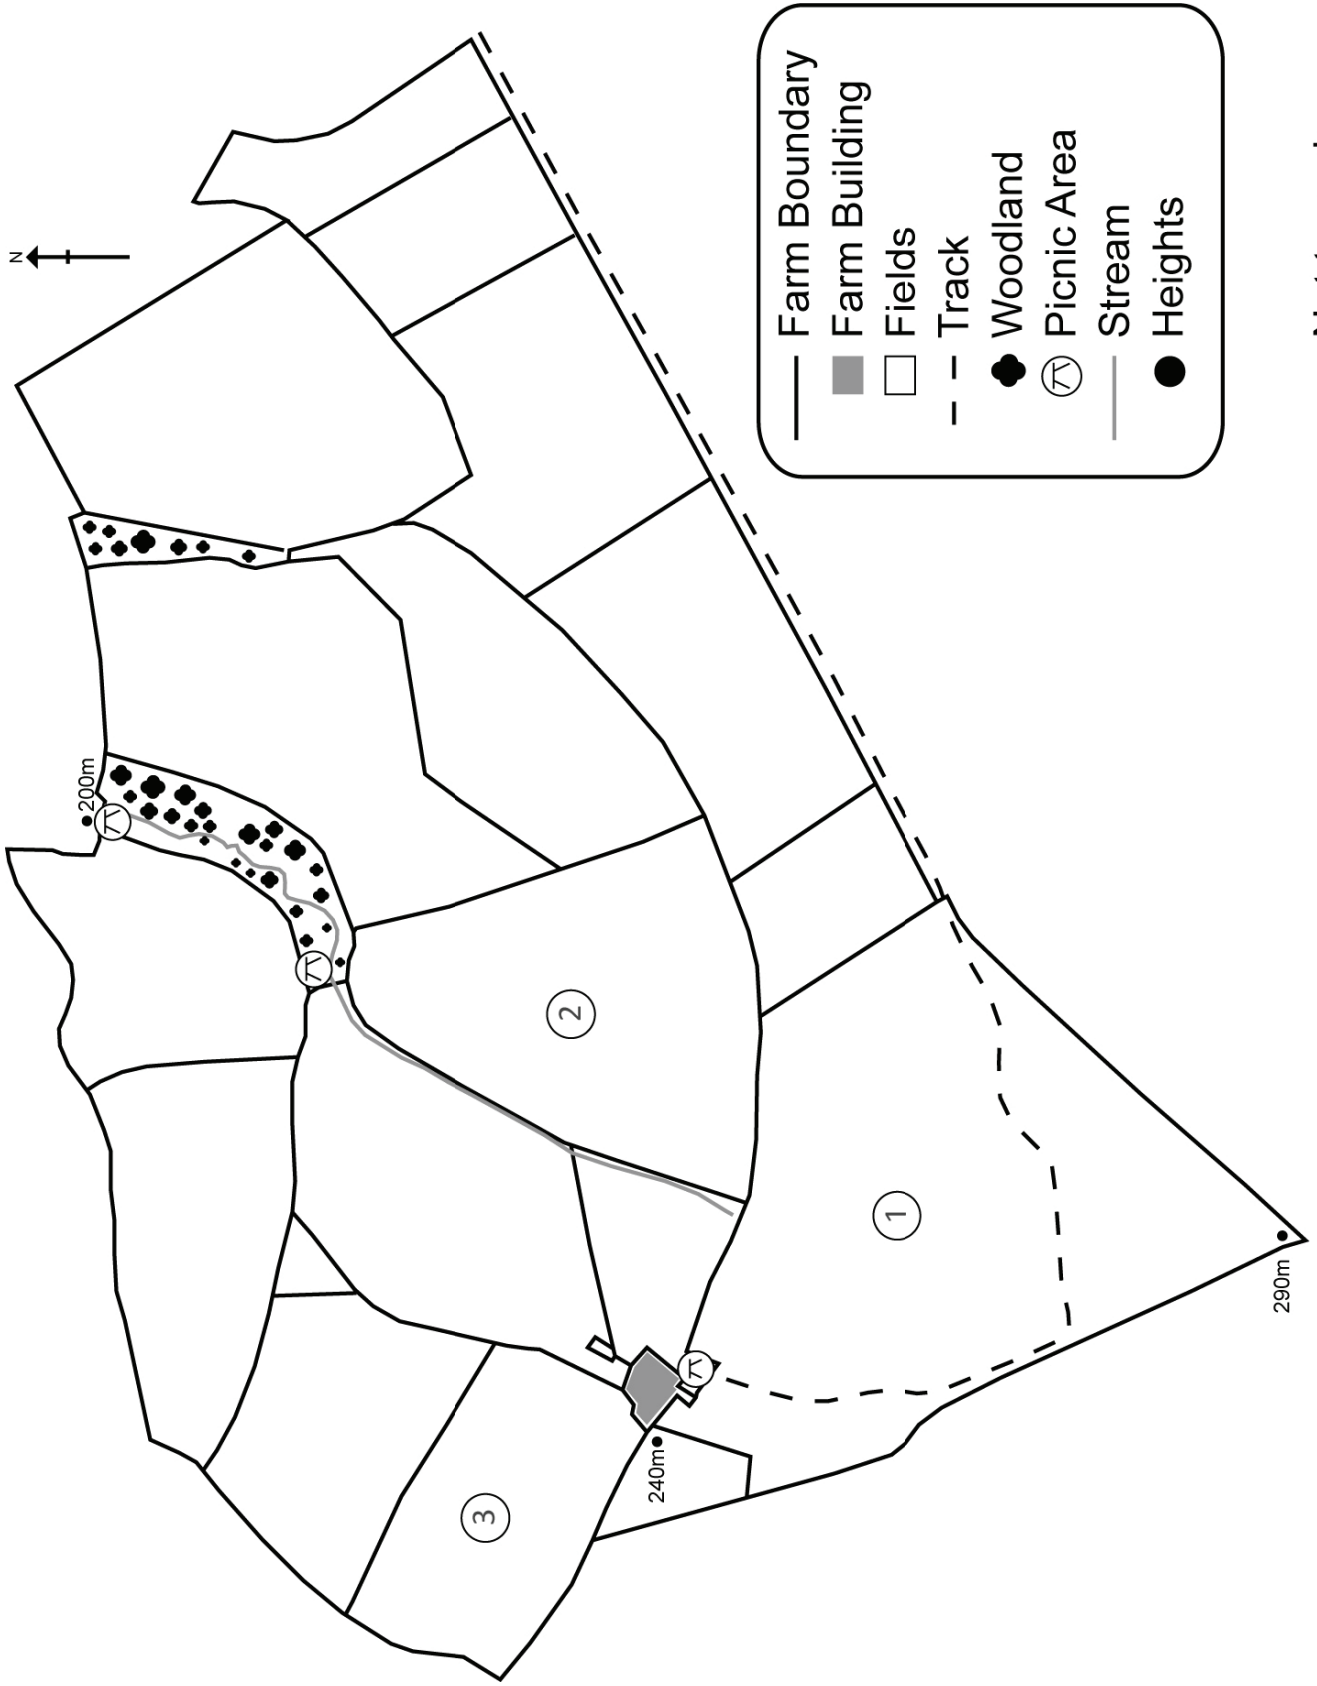 N
200m
2
1
3
240m
290m
Farm Boundary
Farm Building
Fields
Track
Woodland
Picnic Area
Stream
Heights